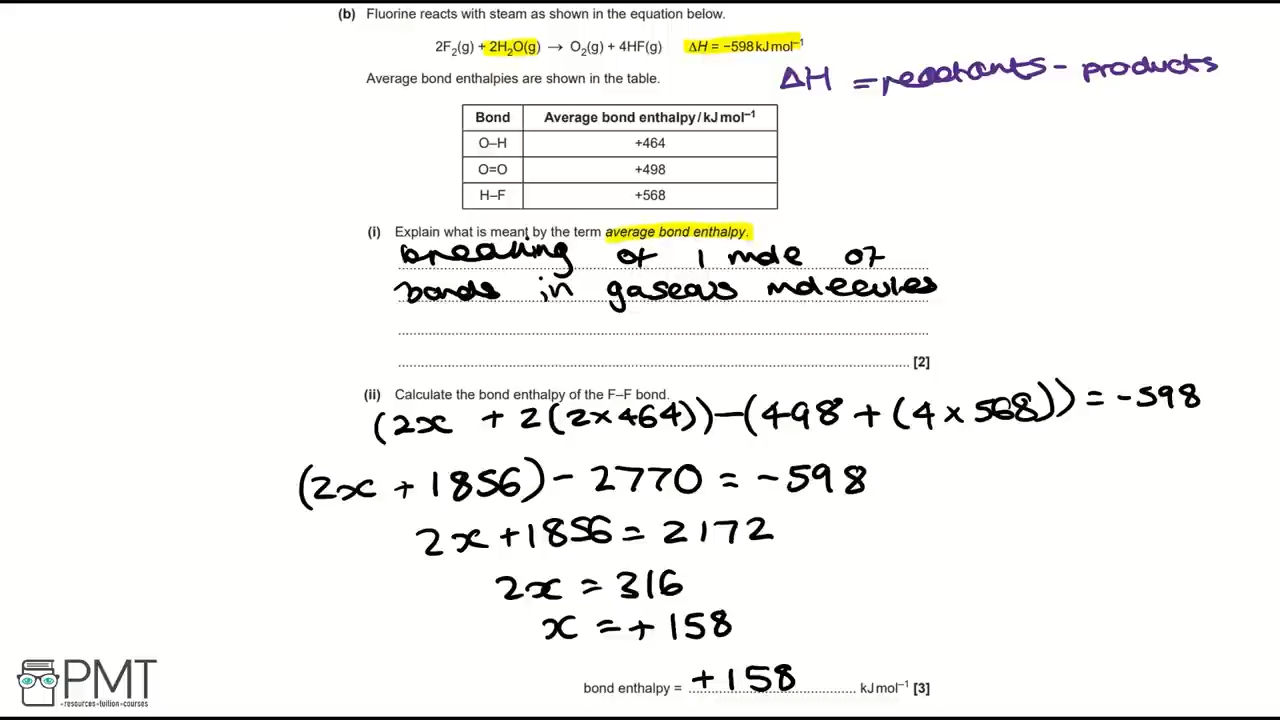 (b) Fluorine reacts with steam as shown in the equation below.
2F₂(g) + 2H₂O(g) → O₂(g) + 4HF(g) ΔH = −598 kJ mol⁻¹
ΔH = reactants - products
Average bond enthalpies are shown in the table.
Bond Average bond enthalpy / kJ mol⁻¹
O–H +464
O=O +498
H–F +568
(i) Explain what is meant by the term average bond enthalpy.
breaking of 1 mole of
bonds in gaseous molecules
[2]
(ii) Calculate the bond enthalpy of the F–F bond.
(2x + 2(2×464))-(498 + (4×568)) = -598
(2x + 1856) - 2770 = -598
2x + 1856 = 2172
2x = 316
x = + 158
bond enthalpy = +158 kJ mol⁻¹ [3]
PMT
resources•tuition•courses